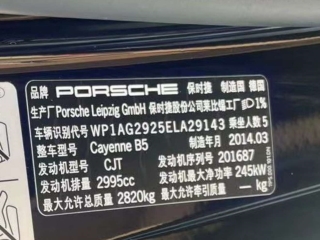 品牌 PORSCHE 保时捷 制造国 德国
生产厂 Porsche Leipzig GmbH 保时捷股份公司莱比锡工厂 1%
车辆识别代号 WP1AG2925ELA29143 乘坐人数 5
整车型号 Cayenne B5 制造年月 2014.03
发动机型号 CJT 发动机序列号 201687
发动机排量 2995cc 发动机最大净功率 245kW
最大允许总质量 2820kg 最大允许牵引质量 — kg